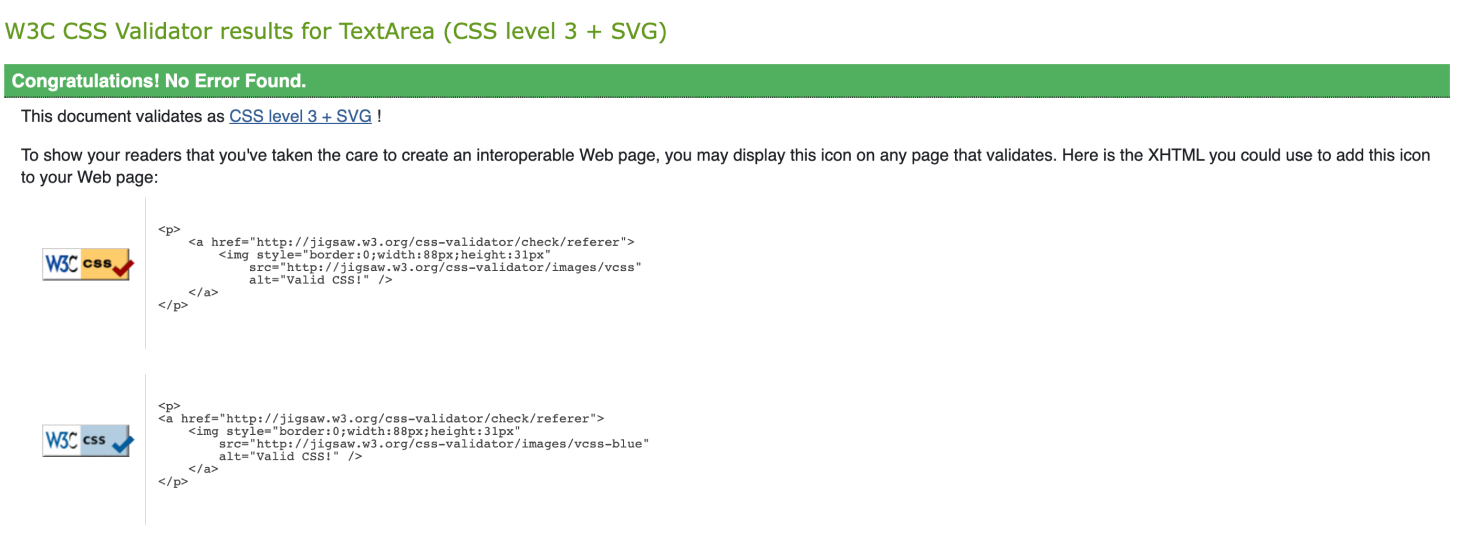 W3C CSS Validator results for TextArea (CSS level 3 + SVG)
Congratulations! No Error Found.
This document validates as CSS level 3 + SVG !
To show your readers that you've taken the care to create an interoperable Web page, you may display this icon on any page that validates. Here is the XHTML you could use to add this icon
to your Web page:
W3C css
<p>
    <a href="http://jigsaw.w3.org/css-validator/check/referer">
        <img style="border:0;width:88px;height:31px"
            src="http://jigsaw.w3.org/css-validator/images/vcss"
            alt="Valid CSS!" />
    </a>
</p>
W3C css
<p>
<a href="http://jigsaw.w3.org/css-validator/check/referer">
    <img style="border:0;width:88px;height:31px"
        src="http://jigsaw.w3.org/css-validator/images/vcss-blue"
        alt="Valid CSS!" />
    </a>
</p>